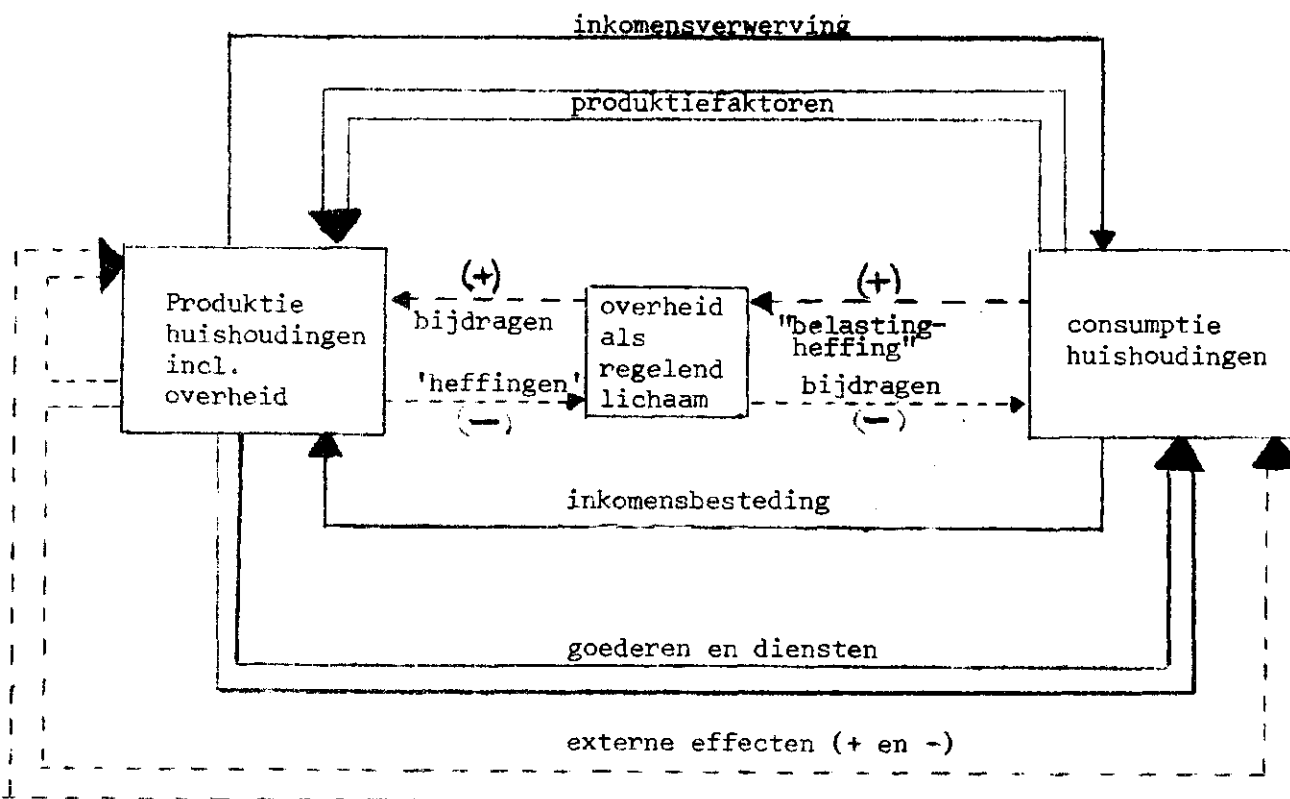 inkomensverwerving
produktiefaktoren
Produktie
huishoudingen
incl.
overheid
(+)
bijdragen
'heffingen'
(—)
overheid
als
regelend
lichaam
(+)
"belasting-
heffing"
bijdragen
(—)
consumptie
huishoudingen
inkomensbesteding
goederen en diensten
externe effecten (+ en -)